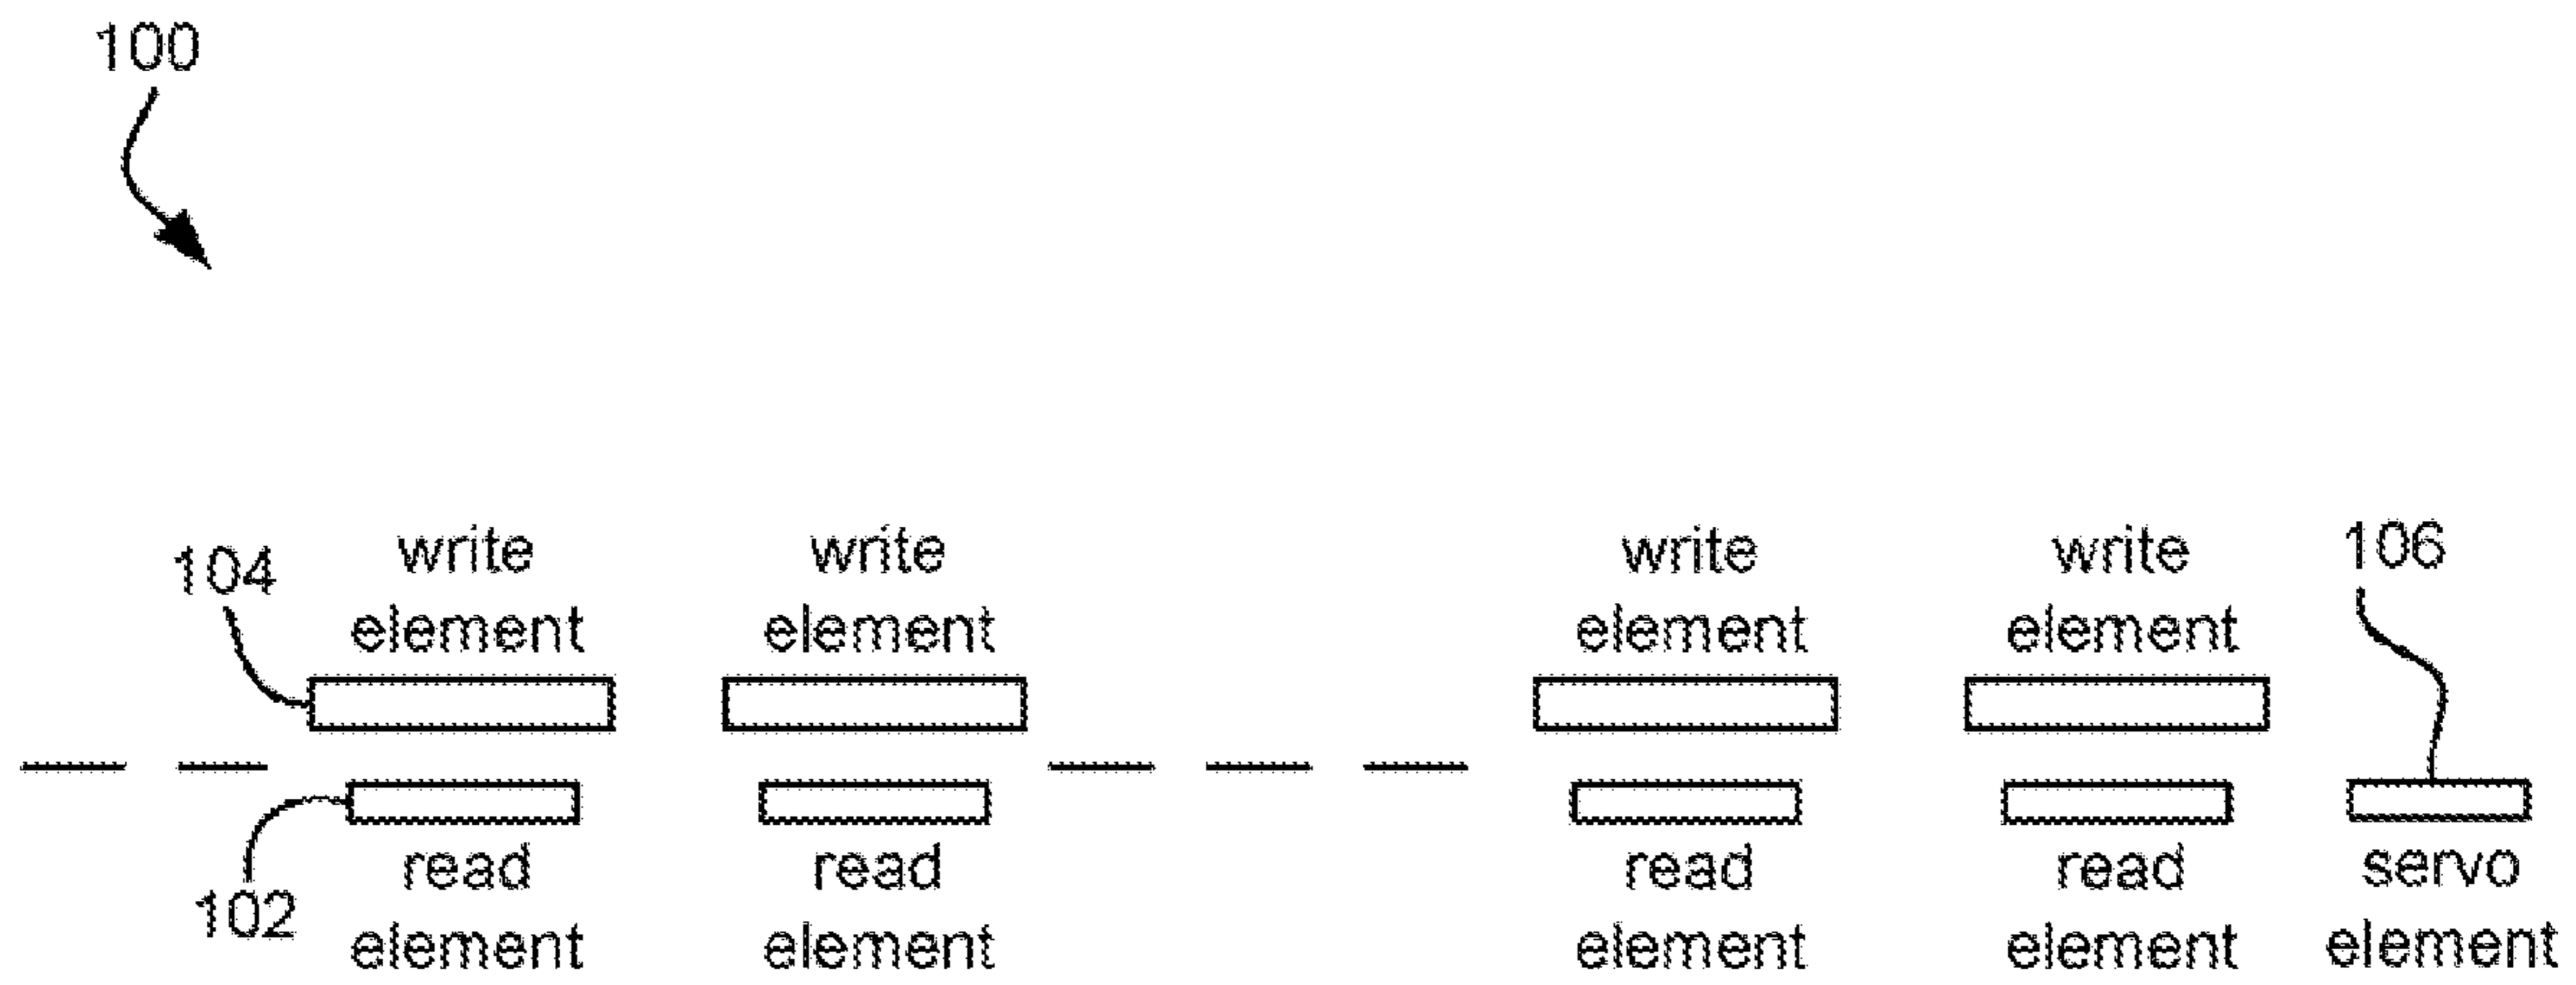 100
104
write
element
write
element
write
element
write
element
106
102
read
element
read
element
read
element
read
element
servo
element